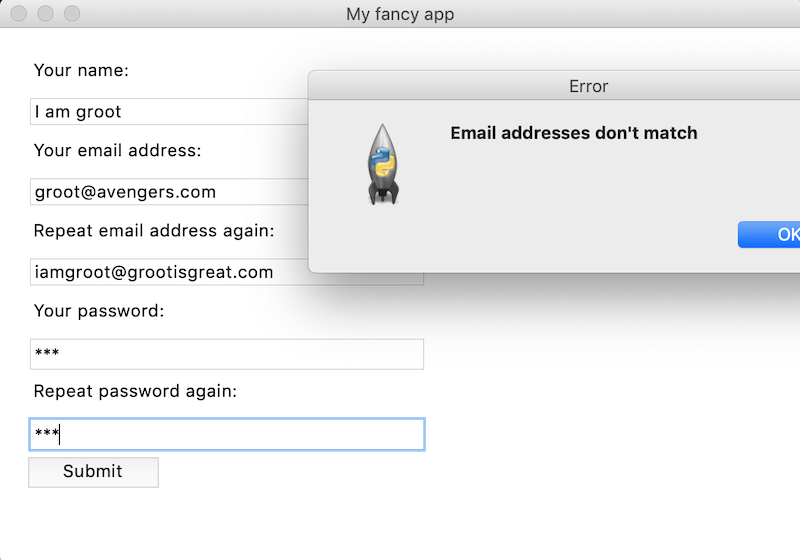 My fancy app
Your name:
I am groot
Your email address:
groot@avengers.com
Repeat email address again:
iamgroot@grootisgreat.com
Your password:
***
Repeat password again:
***
Submit
Error
Email addresses don't match
OK